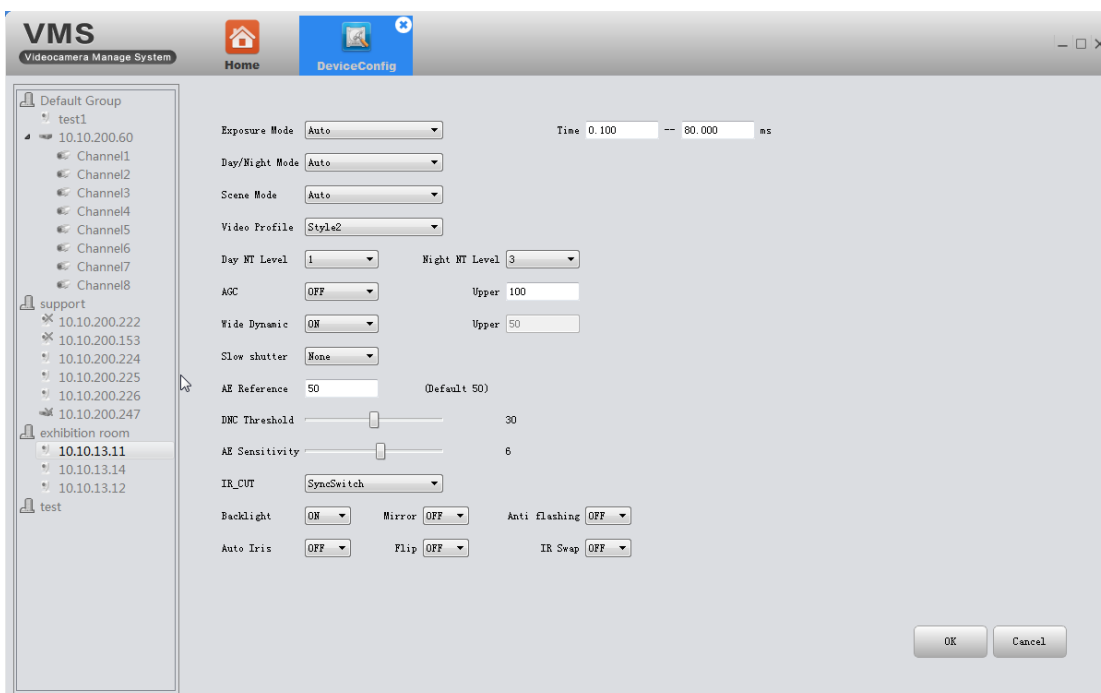 VMS
Videocamera Manage System
Home
DeviceConfig
Default Group
test1
10.10.200.60
Channel1
Channel2
Channel3
Channel4
Channel5
Channel6
Channel7
Channel8
support
10.10.200.222
10.10.200.153
10.10.200.224
10.10.200.225
10.10.200.226
10.10.200.247
exhibition room
10.10.13.11
10.10.13.14
10.10.13.12
test
Exposure Mode Auto Time 0.100 -- 80.000 ms
Day/Night Mode Auto
Scene Mode Auto
Video Profile Style2
Day NT Level 1 Night NT Level 3
AGC OFF Upper 100
Wide Dynamic ON Upper 50
Slow shutter None
AE Reference 50 (Default 50)
DNC Threshold 30
AE Sensitivity 6
IR_CUT SyncSwitch
Backlight ON Mirror OFF Anti flashing OFF
Auto Iris OFF Flip OFF IR Swap OFF
OK Cancel